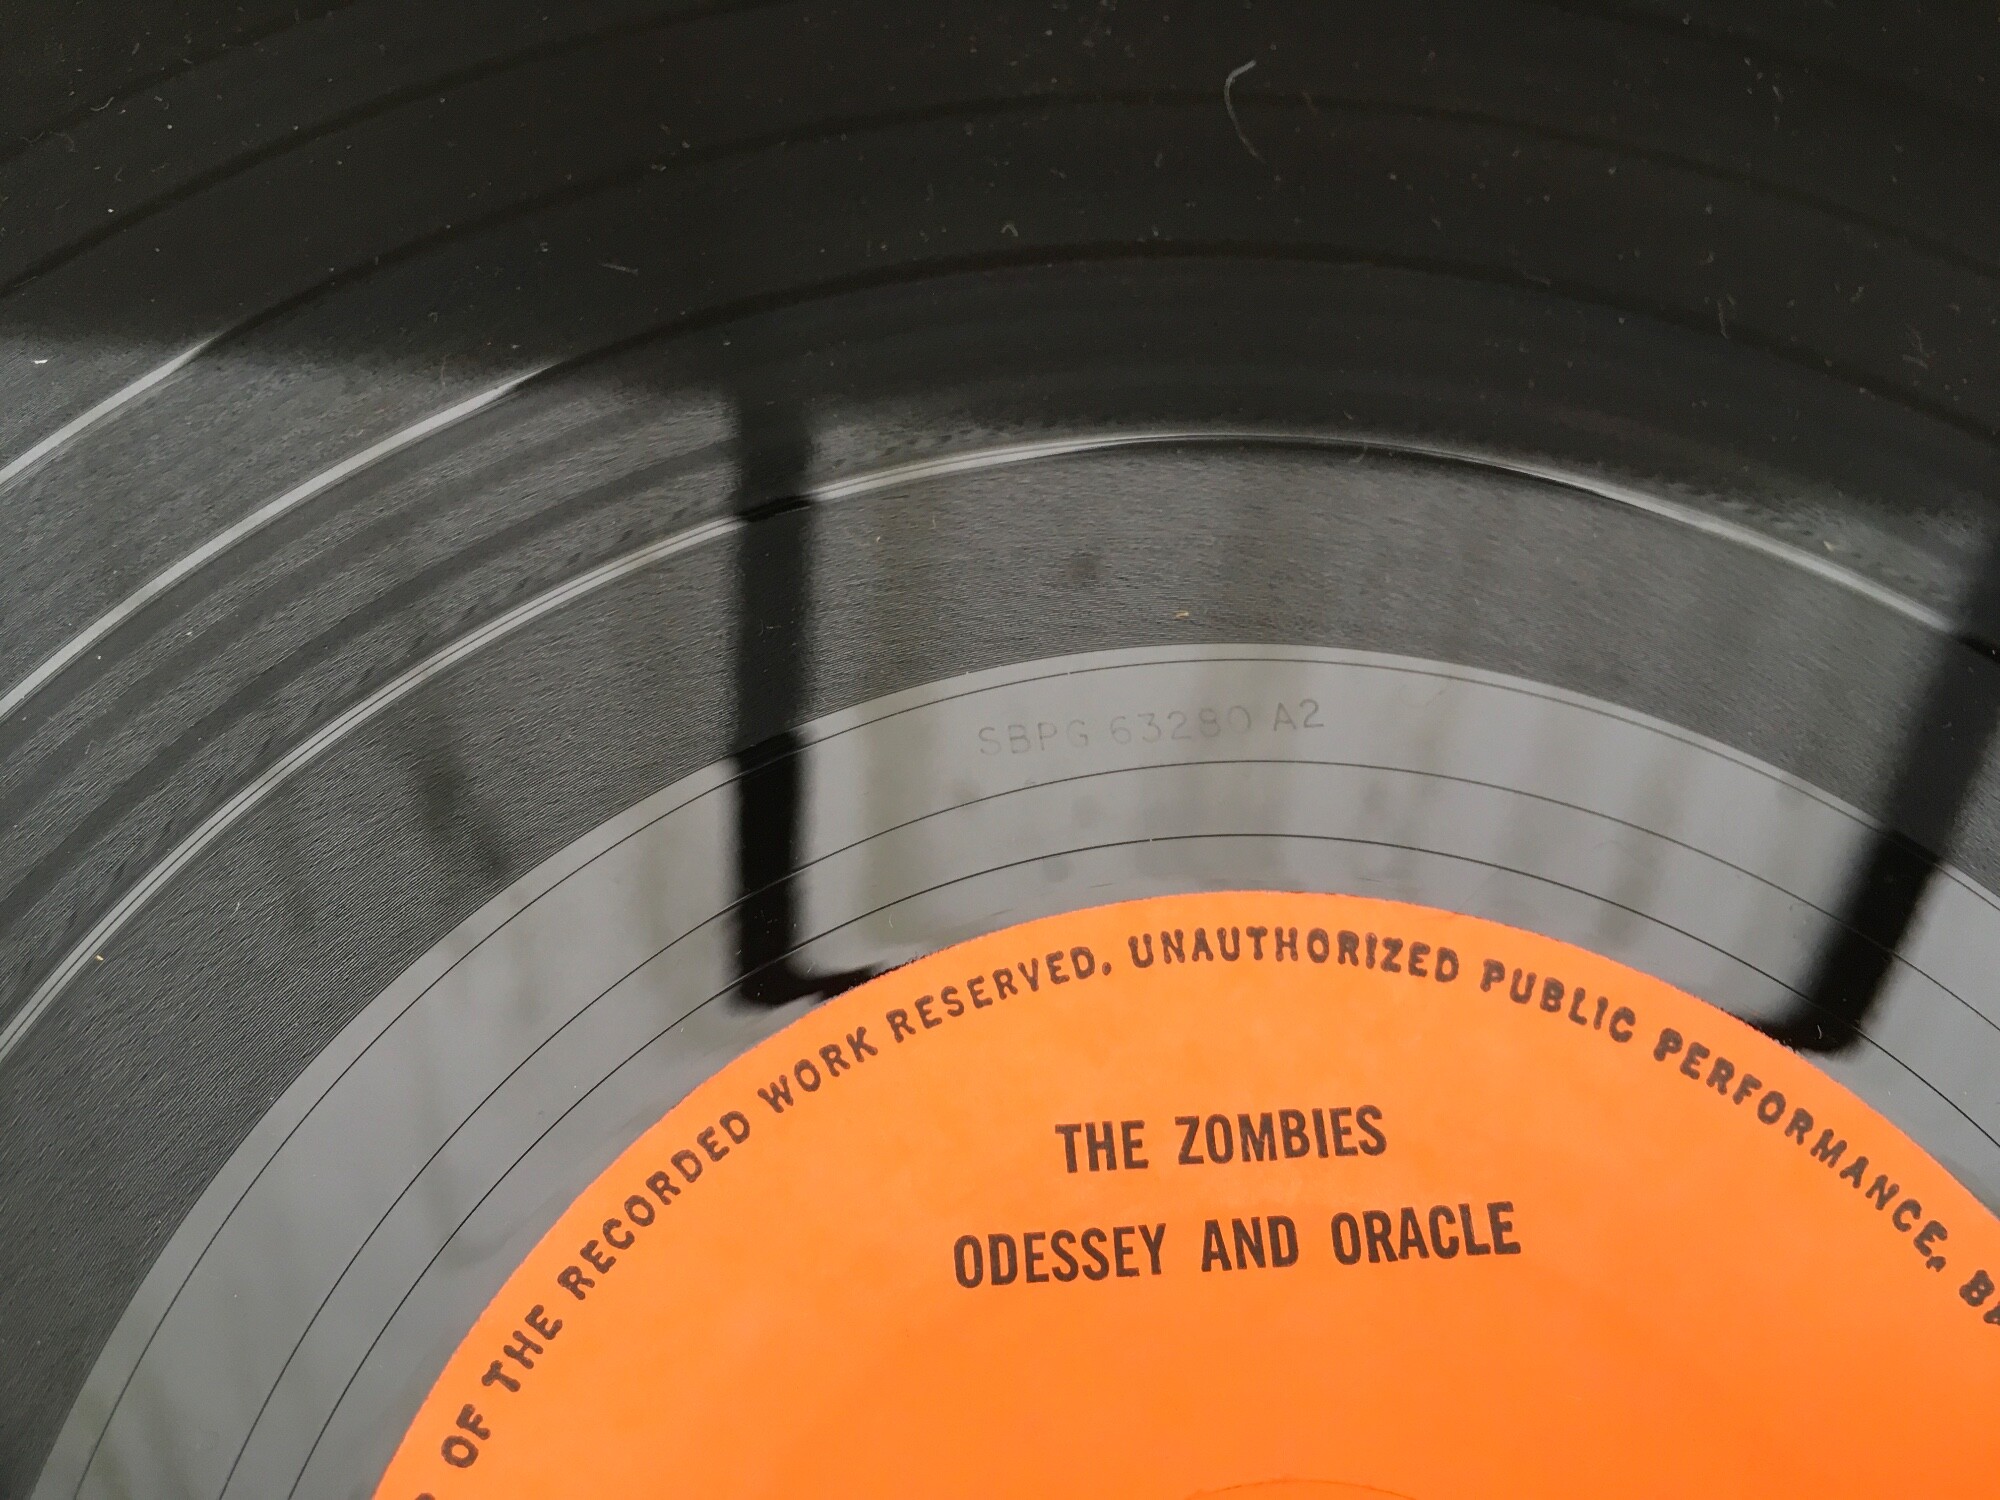 SBPG 63280 A2
OF THE RECORDED WORK RESERVED. UNAUTHORIZED PUBLIC PERFORMANCE,
THE ZOMBIES
ODESSEY AND ORACLE